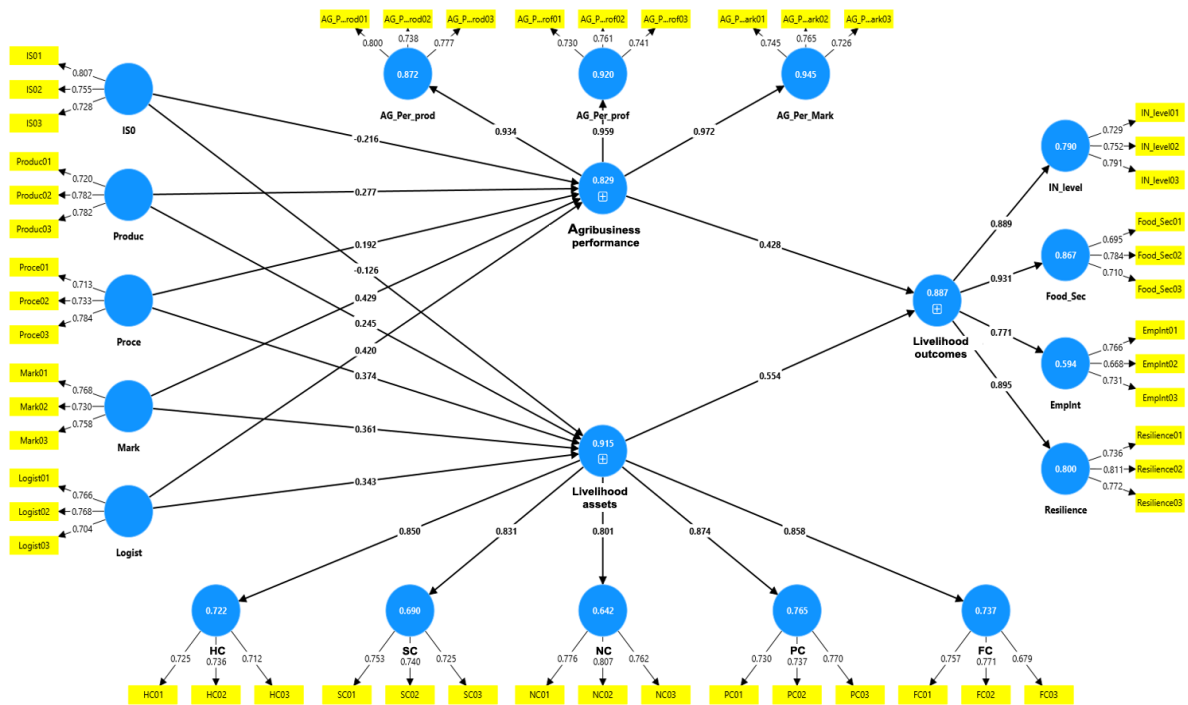 AG_P...rod01 AG_P...rod02 AG_P...rod03 AG_P...rof01 AG_P...rof02 AG_P...rof03 AG_P...ark01 AG_P...ark02 AG_P...ark03
0.800 0.738 0.777 0.730 0.761 0.741 0.745 0.765 0.726
0.872 0.920 0.945
AG_Per_prod AG_Per_prof AG_Per_Mark
0.934 0.959 0.972
IS01
IS02
IS03
0.807
0.755
0.728
IS0
Produc01
Produc02
Produc03
0.720
0.782
0.782
Produc
Proce01
Proce02
Proce03
0.713
0.733
0.784
Proce
Mark01
Mark02
Mark03
0.768
0.730
0.758
Mark
Logist01
Logist02
Logist03
0.766
0.768
0.704
Logist
-0.216
0.277
0.192
-0.126
0.429
0.245
0.420
0.374
0.361
0.343
0.829
Agribusiness
performance
0.428
0.554
0.915
Livelihood
assets
0.887
Livelihood
outcomes
0.889
0.931
0.771
0.895
0.790
IN_level
0.729
0.752
0.791
IN_level01
IN_level02
IN_level03
0.867
Food_Sec
0.695
0.784
0.710
Food_Sec01
Food_Sec02
Food_Sec03
0.594
EmpInt
0.766
0.668
0.731
EmpInt01
EmpInt02
EmpInt03
0.800
Resilience
0.736
0.811
0.772
Resilience01
Resilience02
Resilience03
0.850 0.831 0.801 0.874 0.858
0.722 0.690 0.642 0.765 0.737
HC SC NC PC FC
0.725 0.736 0.712 0.753 0.740 0.725 0.776 0.807 0.762 0.730 0.737 0.770 0.757 0.771 0.679
HC01 HC02 HC03 SC01 SC02 SC03 NC01 NC02 NC03 PC01 PC02 PC03 FC01 FC02 FC03